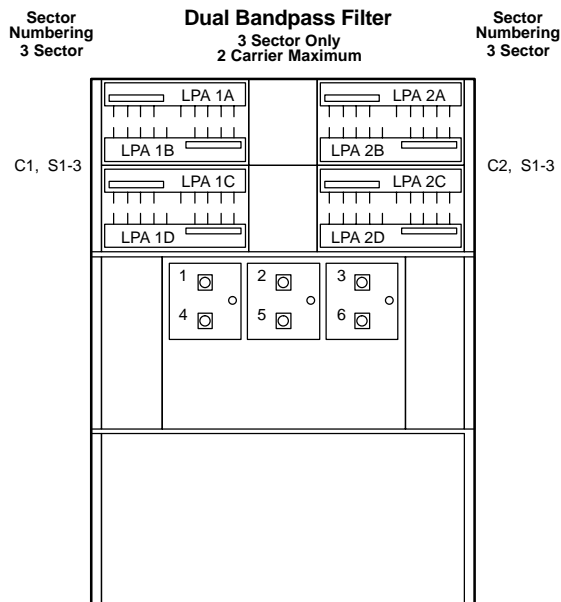 Sector
Numbering
3 Sector
Dual Bandpass Filter
3 Sector Only
2 Carrier Maximum
Sector
Numbering
3 Sector
LPA 1A
LPA 2A
LPA 1B
LPA 2B
C1, S1-3
C2, S1-3
LPA 1C
LPA 2C
LPA 1D
LPA 2D
1
2
3
4
5
6